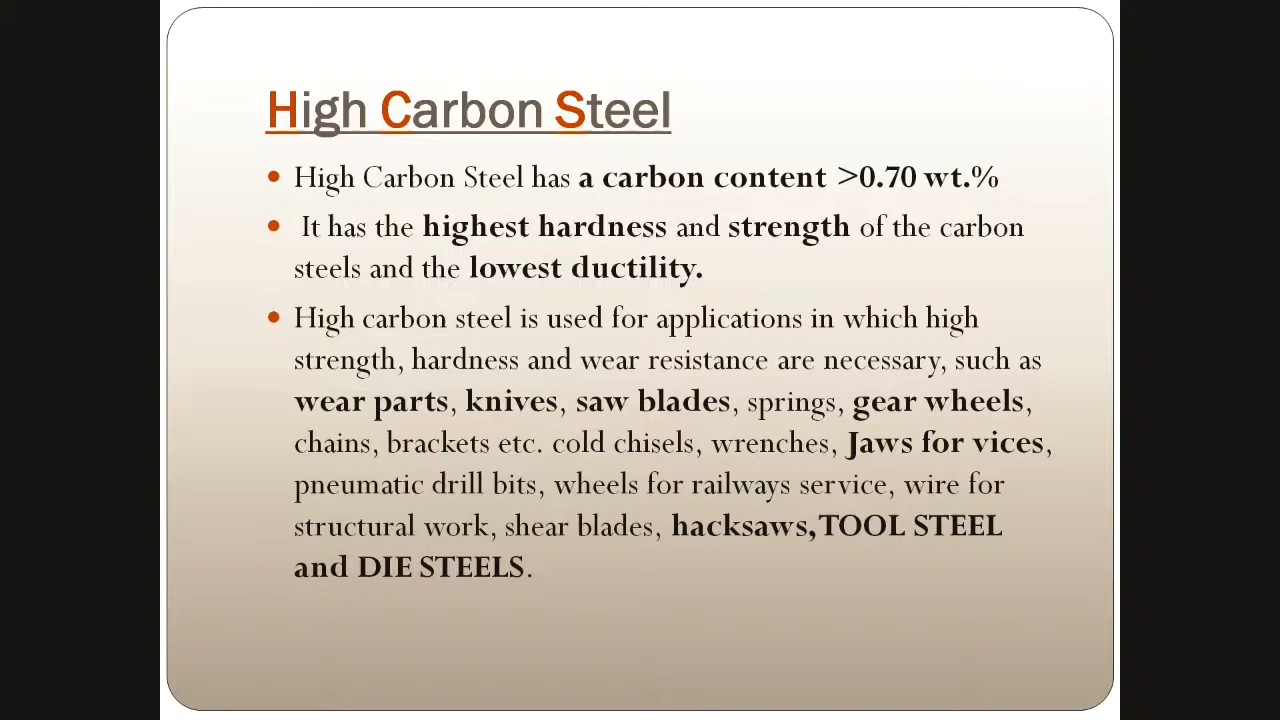 High Carbon Steel
• High Carbon Steel has a carbon content >0.70 wt.%
• It has the highest hardness and strength of the carbon
steels and the lowest ductility.
• High carbon steel is used for applications in which high
strength, hardness and wear resistance are necessary, such as
wear parts, knives, saw blades, springs, gear wheels,
chains, brackets etc. cold chisels, wrenches, Jaws for vices,
pneumatic drill bits, wheels for railways service, wire for
structural work, shear blades, hacksaws,TOOL STEEL
and DIE STEELS.